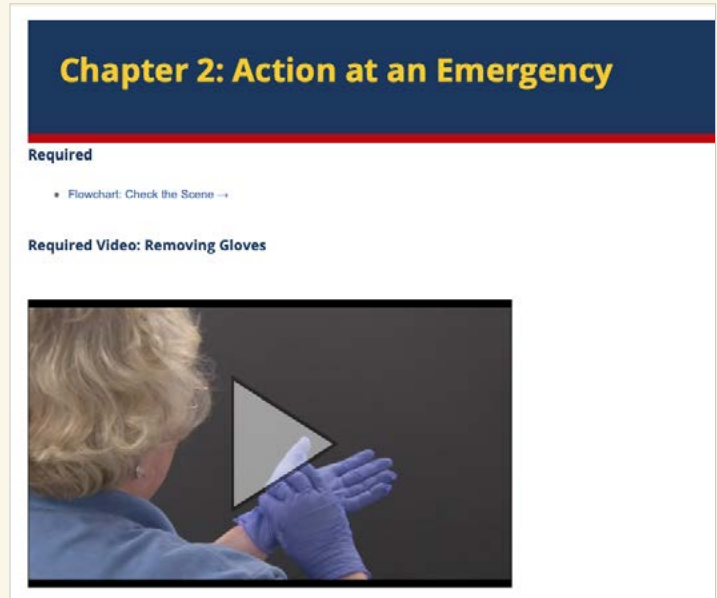 Chapter 2: Action at an Emergency
Required
Flowchart: Check the Scene →
Required Video: Removing Gloves